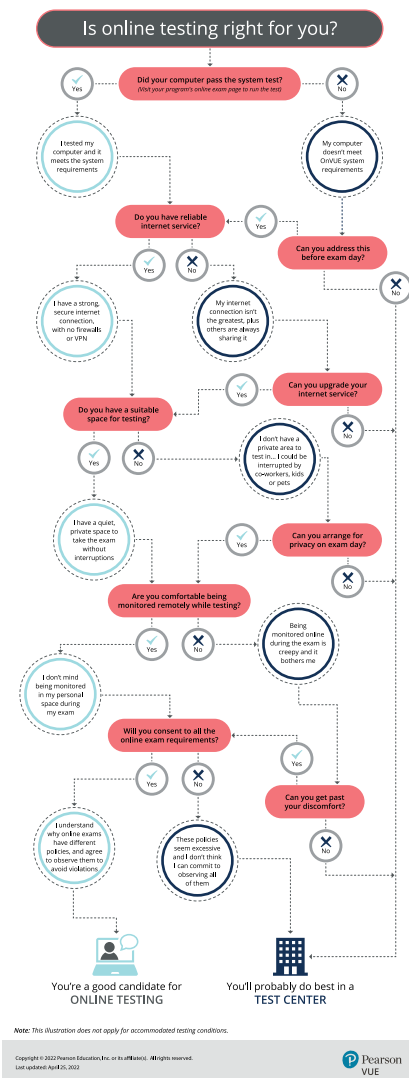 Is online testing right for you?
Yes
Did your computer pass the system test?
(Visit your program's online exam page to run the test)
No
I tested my
computer and it
meets the system
requirements
My computer
doesn't meet
OnVUE system
requirements
Do you have reliable
internet service?
Yes
Yes
No
Can you address this
before exam day?
No
I have a strong,
secure internet
connection,
with no firewalls
or VPN
My internet
connection isn't
the greatest, plus
others are always
sharing it
Can you upgrade your
internet service?
Yes
No
Do you have a suitable
space for testing?
Yes
No
I don't have a
private area to
test in... I could be
interrupted by
co-workers, kids
or pets
I have a quiet,
private space to
take the exam
without
interruptions
Yes
Can you arrange for
privacy on exam day?
No
Are you comfortable being
monitored remotely while testing?
Yes
No
Being
monitored online
during the exam is
creepy and it
bothers me
I don't mind
being monitored
in my personal
space during
my exam
Will you consent to all the
online exam requirements?
Yes
Yes
No
Can you get past
your discomfort?
No
I understand
why online exams
have different
policies, and agree
to observe them to
avoid violations
These policies
seem excessive
and I don't think
I can commit to
observing all
of them
You're a good candidate for
ONLINE TESTING
You'll probably do best in a
TEST CENTER
Note: This illustration does not apply for accommodated testing conditions.
Copyright © 2022 Pearson Education, Inc. or its affiliate(s). All rights reserved.
Last updated: April 25, 2022
Pearson
VUE